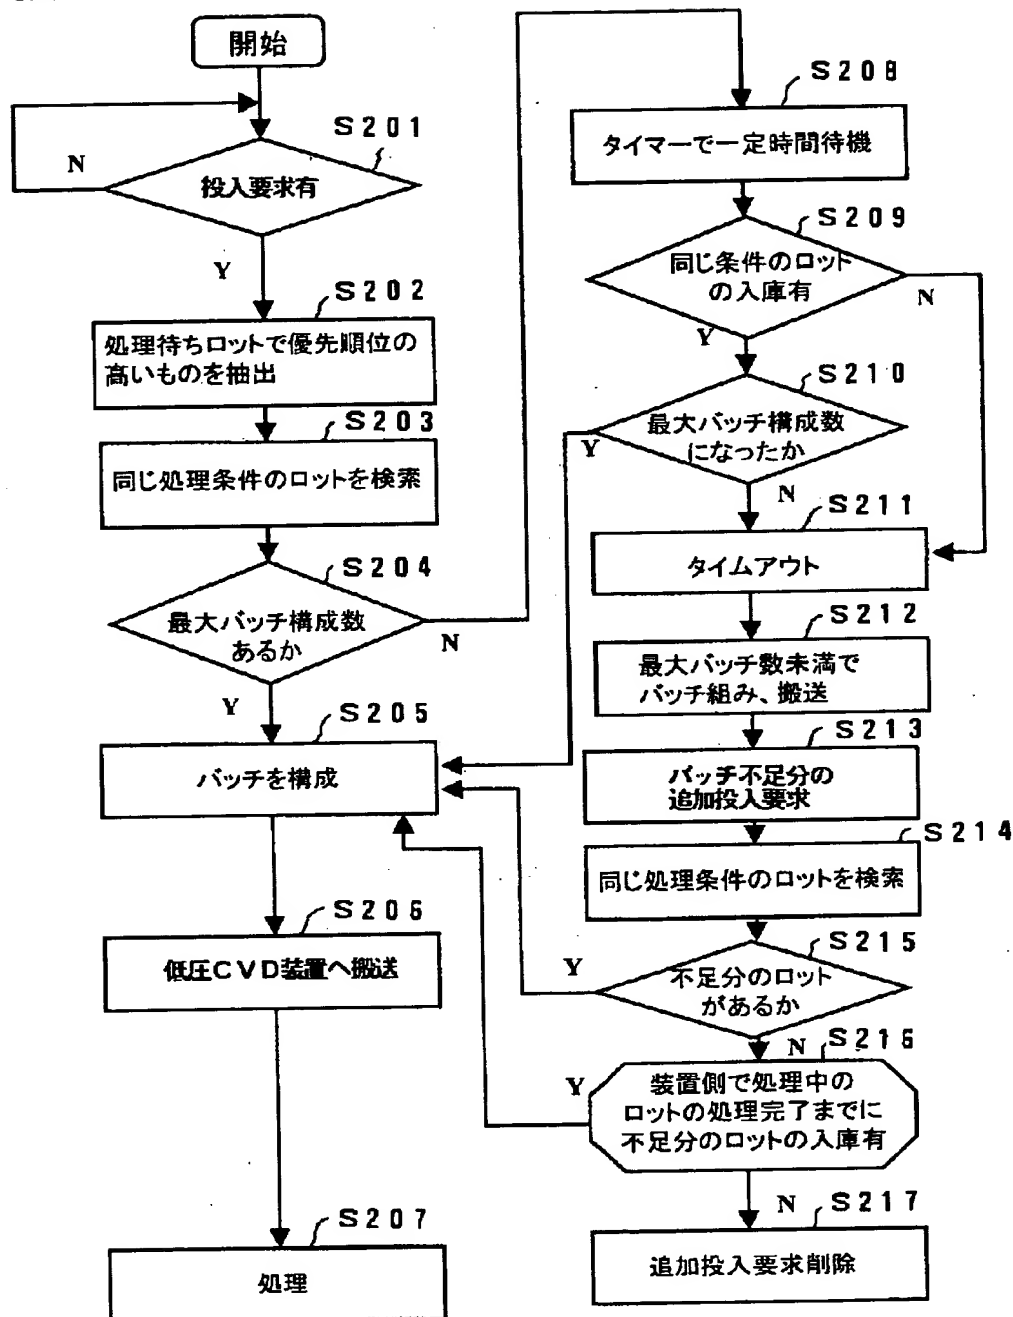 開始
S201
N
投入要求有
Y
S202
処理待ちロットで優先順位の
高いものを抽出
S203
同じ処理条件のロットを検索
S204
最大バッチ構成数
あるか
N
Y
S205
バッチを構成
S206
低圧CVD装置へ搬送
S207
処理
S208
タイマーで一定時間待機
S209
同じ条件のロット
の入庫有
N
Y
S210
最大バッチ構成数
になったか
Y
N
S211
タイムアウト
S212
最大バッチ数未満で
バッチ組み、搬送
S213
バッチ不足分の
追加投入要求
S214
同じ処理条件のロットを検索
S215
不足分のロット
があるか
Y
N
S216
装置側で処理中の
ロットの処理完了までに
不足分のロットの入庫有
Y
N
S217
追加投入要求削除